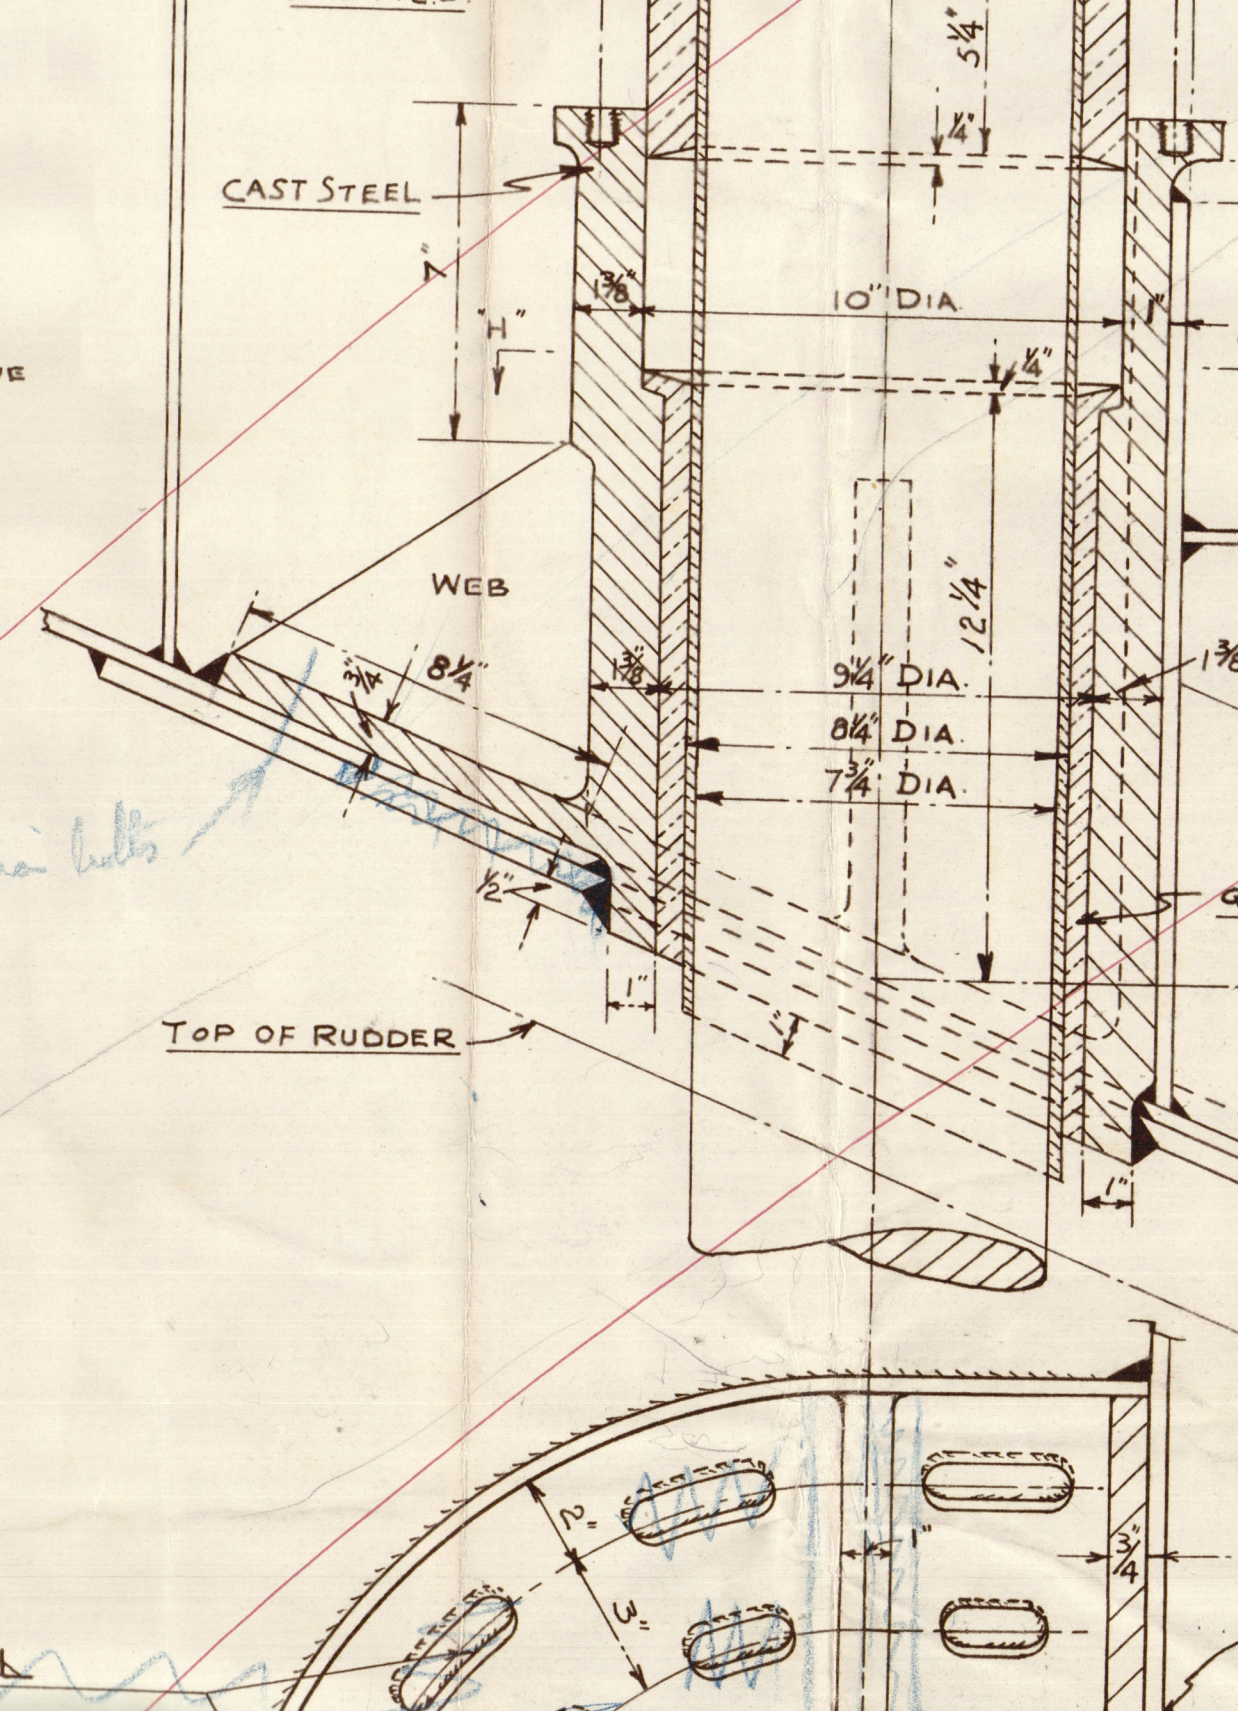 5¼"
¼"
CAST STEEL
7"
1⅜"
10" DIA.
1"
"H"
¼"
WEB
12¼"
¾"
8¼"
1⅜"
9¼" DIA.
1⅜
8¼" DIA.
7¾" DIA.
bolts
½"
1"
TOP OF RUDDER
1"
1"
2"
1"
¾
3"